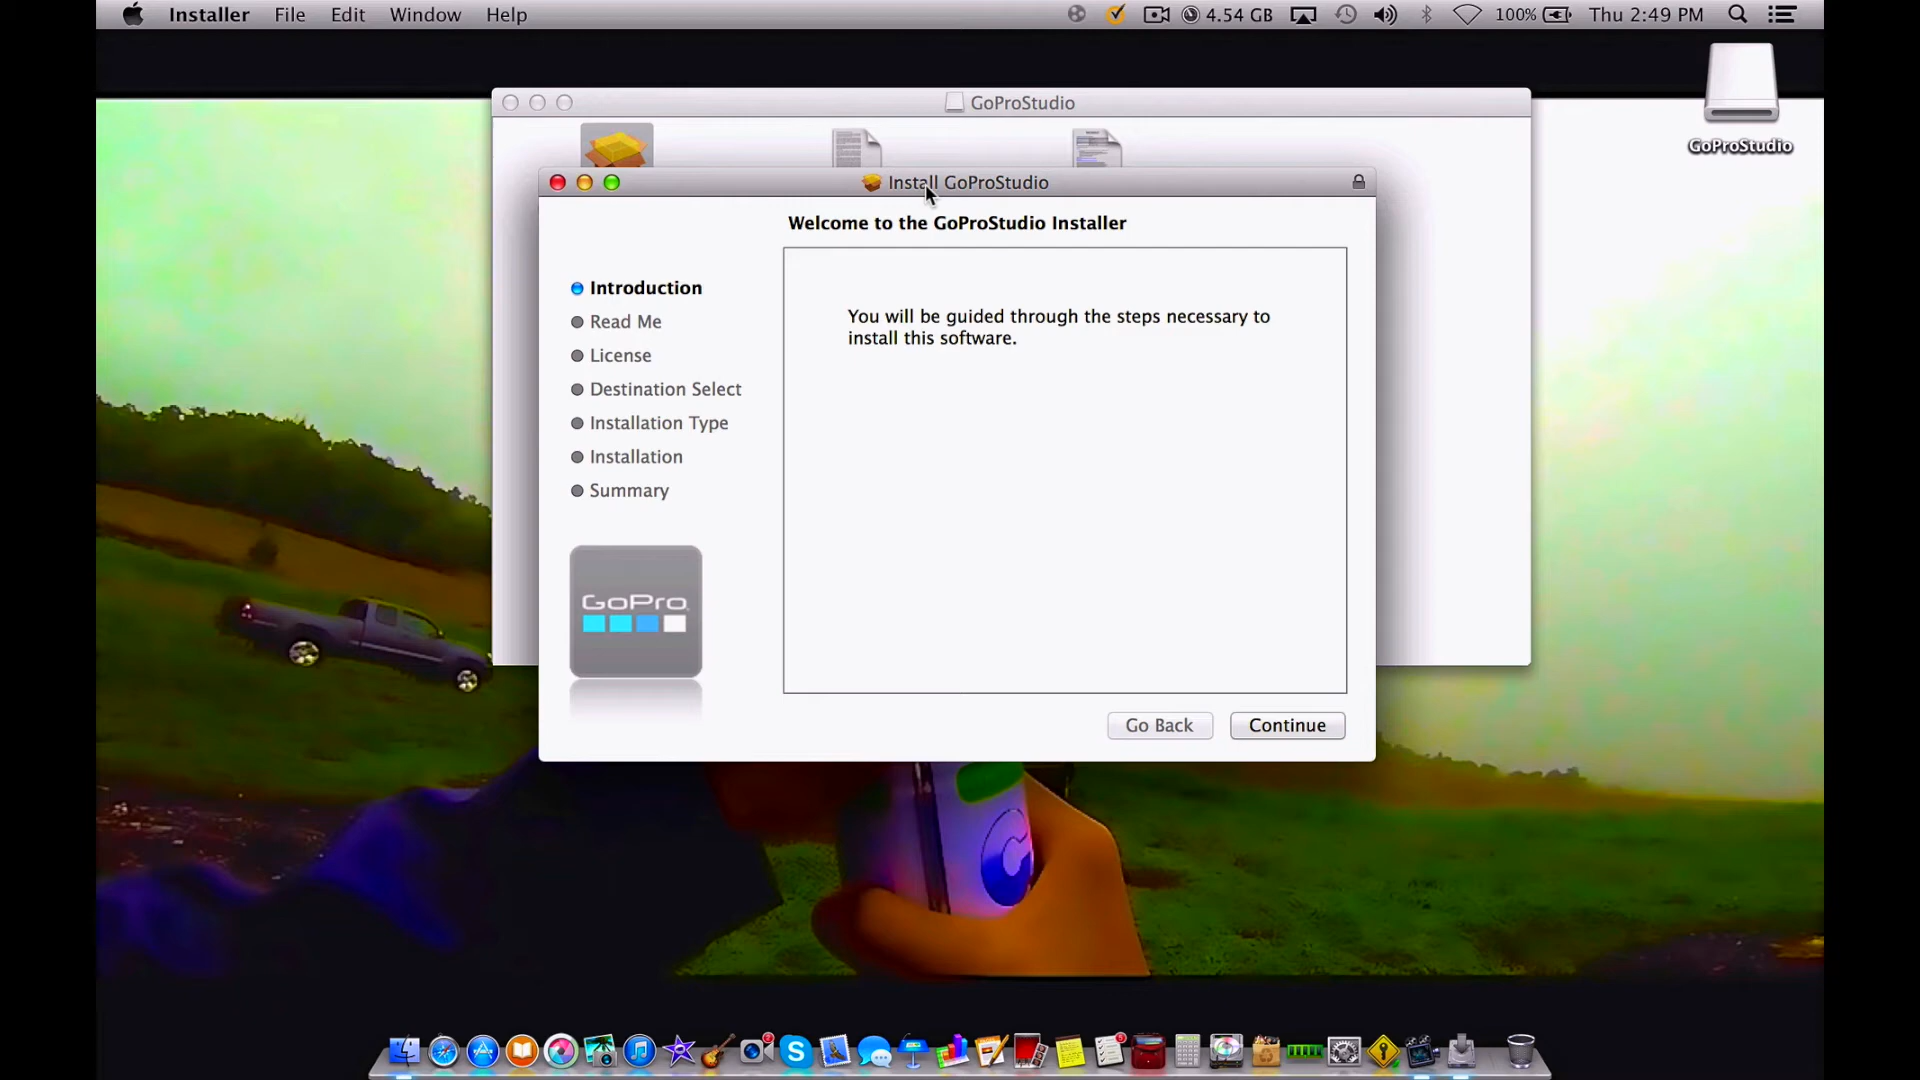 Installer File Edit Window Help 4.54 GB 100% Thu 2:49 PM
GoProStudio
GoProStudio
Install GoProStudio
Welcome to the GoProStudio Installer
Introduction
Read Me
License
Destination Select
Installation Type
Installation
Summary
You will be guided through the steps necessary to
install this software.
GoPro
Go Back Continue